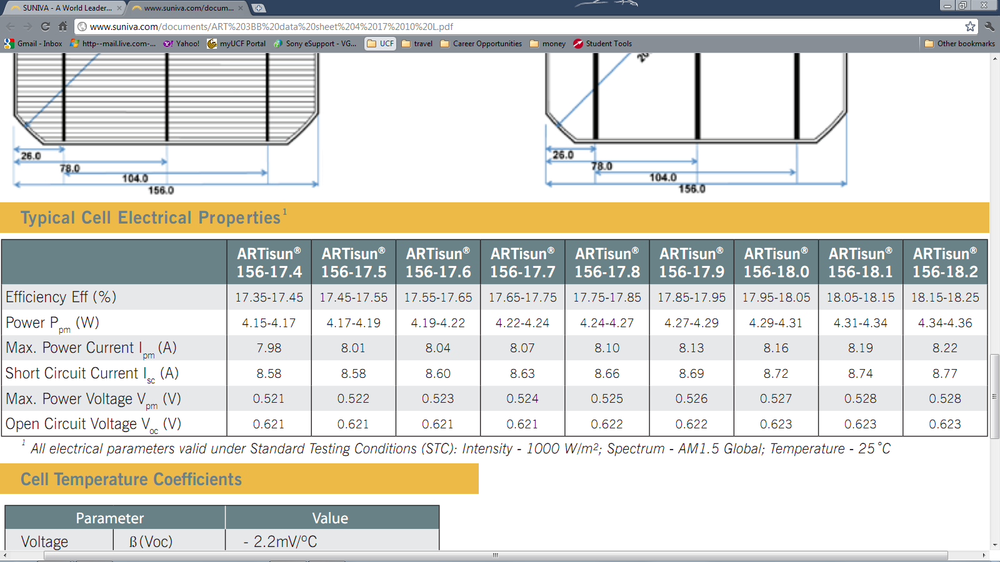 SUNIVA - A World Leader...
www.suniva.com/docum...
www.suniva.com/documents/ART%203BB%20data%20sheet%204%2017%2010%20L.pdf
Gmail - Inbox http--mail.live.com-... Yahoo! myUCF Portal Sony eSupport - VG... UCF travel Career Opportunities money Student Tools Other bookmarks
26.0
78.0
104.0
156.0
26.0
78.0
104.0
156.0
Typical Cell Electrical Properties¹
ARTisun® 156-17.4 ARTisun® 156-17.5 ARTisun® 156-17.6 ARTisun® 156-17.7 ARTisun® 156-17.8 ARTisun® 156-17.9 ARTisun® 156-18.0 ARTisun® 156-18.1 ARTisun® 156-18.2
Efficiency Eff (%) 17.35-17.45 17.45-17.55 17.55-17.65 17.65-17.75 17.75-17.85 17.85-17.95 17.95-18.05 18.05-18.15 18.15-18.25
Power Ppm (W) 4.15-4.17 4.17-4.19 4.19-4.22 4.22-4.24 4.24-4.27 4.27-4.29 4.29-4.31 4.31-4.34 4.34-4.36
Max. Power Current Ipm (A) 7.98 8.01 8.04 8.07 8.10 8.13 8.16 8.19 8.22
Short Circuit Current Isc (A) 8.58 8.58 8.60 8.63 8.66 8.69 8.72 8.74 8.77
Max. Power Voltage Vpm (V) 0.521 0.522 0.523 0.524 0.525 0.526 0.527 0.528 0.528
Open Circuit Voltage Voc (V) 0.621 0.621 0.621 0.621 0.622 0.622 0.623 0.623 0.623
¹ All electrical parameters valid under Standard Testing Conditions (STC): Intensity - 1000 W/m²; Spectrum - AM1.5 Global; Temperature - 25˚C
Cell Temperature Coefficients
Parameter Value
Voltage ß(Voc) - 2.2mV/ºC